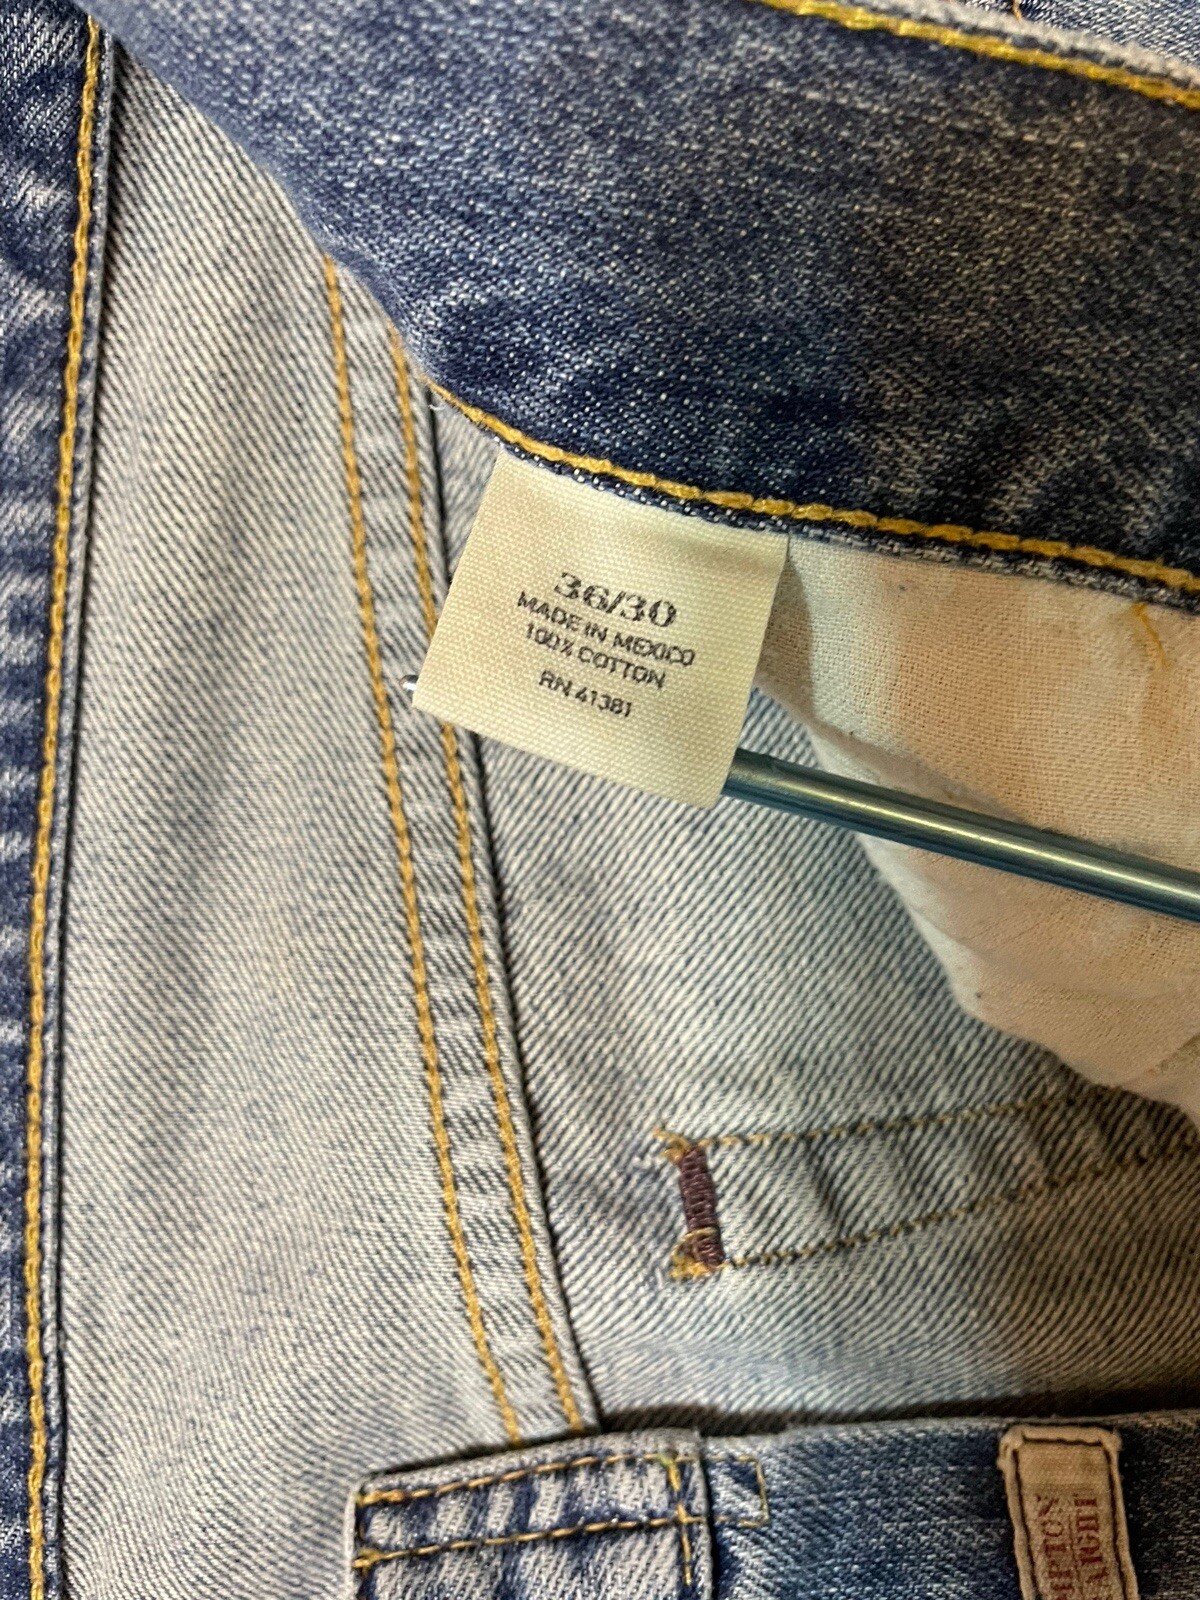 36/30
MADE IN MEXICO
100% COTTON
RN 41381